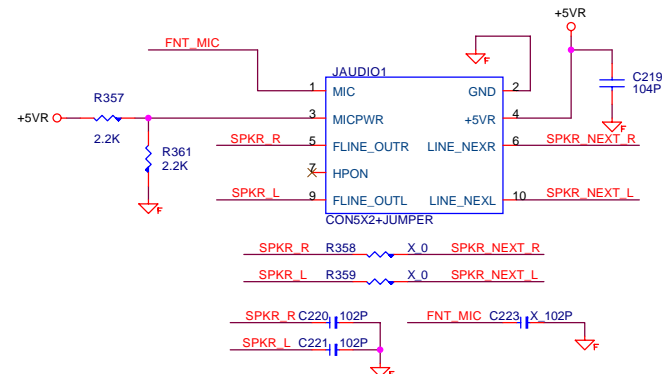 +5VR
FNT_MIC
F
JAUDIO1
C219
104P
1 MIC GND 2
R357
+5VR
3 MICPWR +5VR 4
F
2.2K
SPKR_R 5 FLINE_OUTR LINE_NEXR 6 SPKR_NEXT_R
R361
2.2K
7 HPON
SPKR_L 9 FLINE_OUTL LINE_NEXL 10 SPKR_NEXT_L
F
CON5X2+JUMPER
SPKR_R R358 X_0 SPKR_NEXT_R
SPKR_L R359 X_0 SPKR_NEXT_L
SPKR_R C220 102P FNT_MIC C223 X_102P
F
SPKR_L C221 102P
F